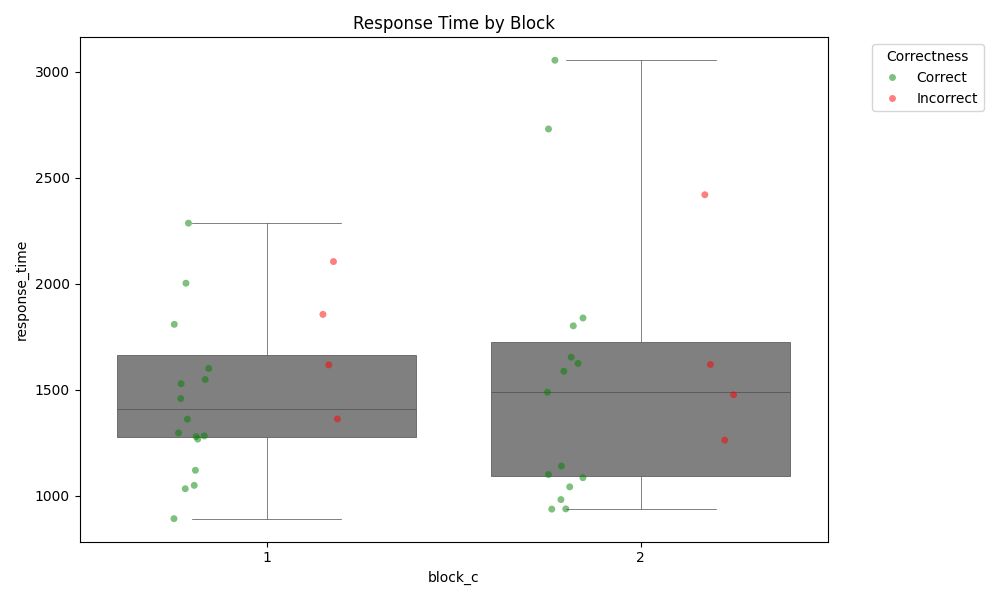 Response Time by Block
Correctness
Correct
Incorrect
3000
2500
2000
1500
1000
response_time
1
2
block_c